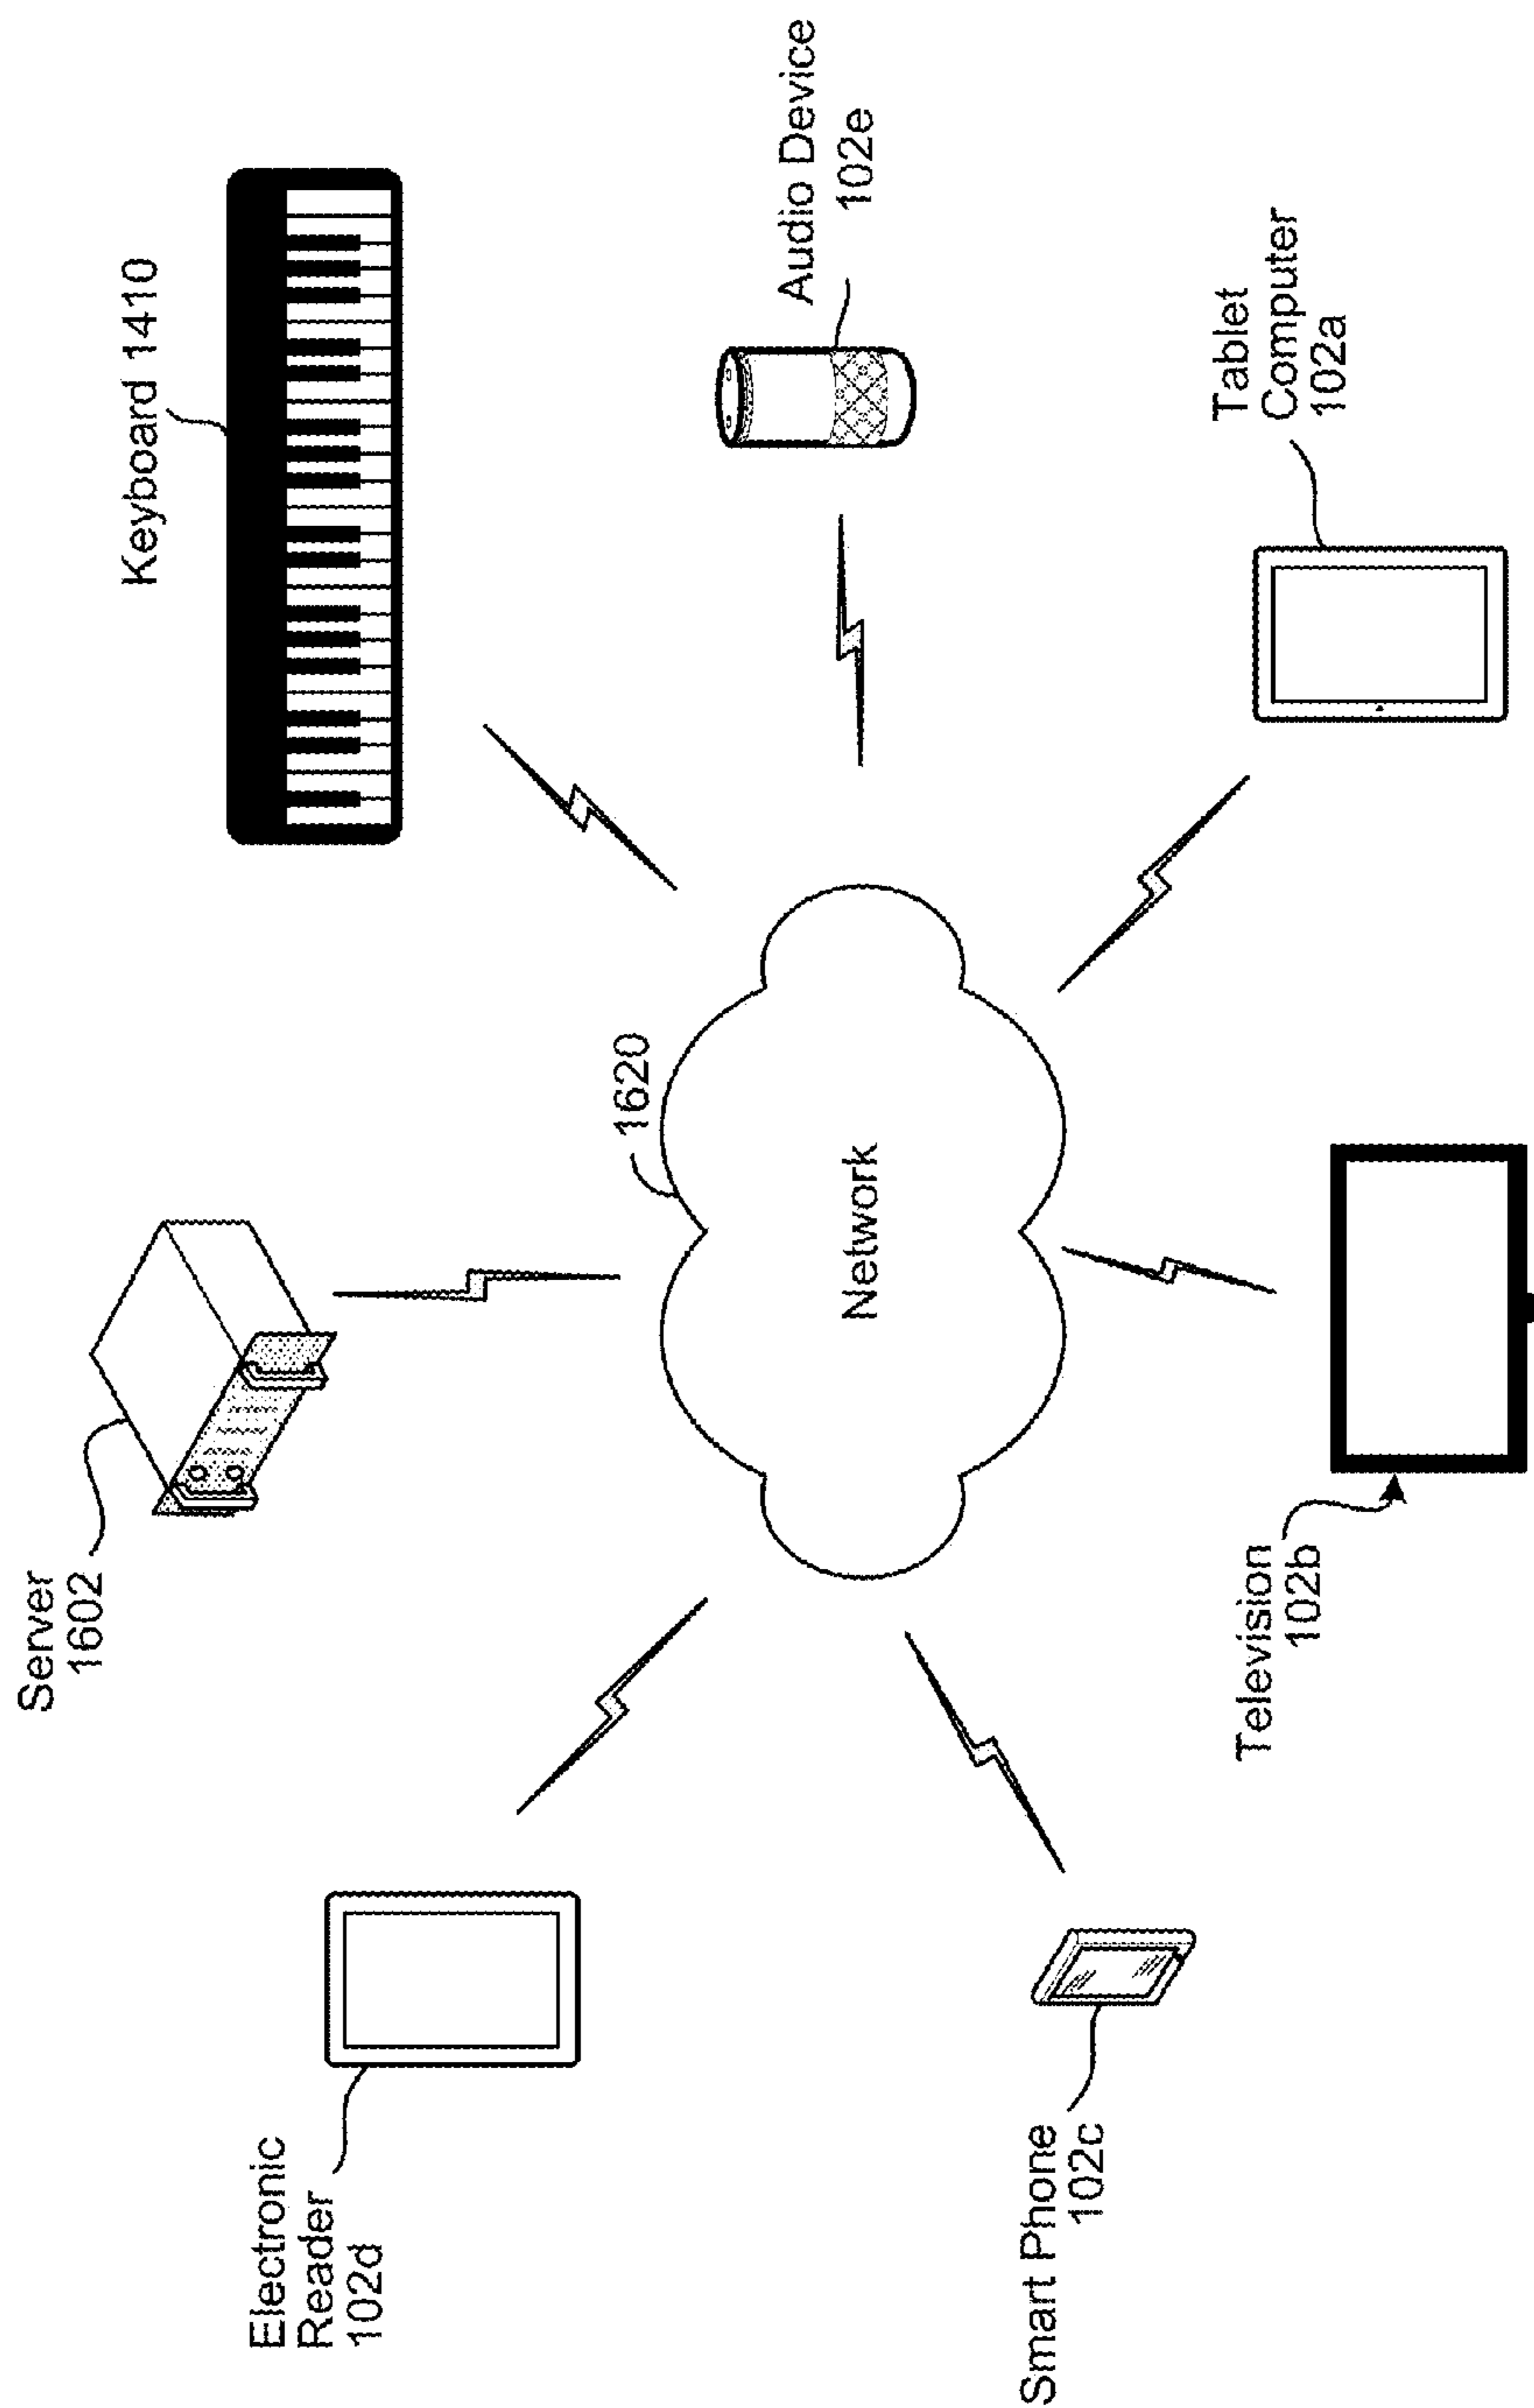 Server
1602
Keyboard 1410
Electronic
Reader
102d
1620
Network
Audio Device
102e
Smart Phone
102c
Television
102b
Tablet
Computer
102a